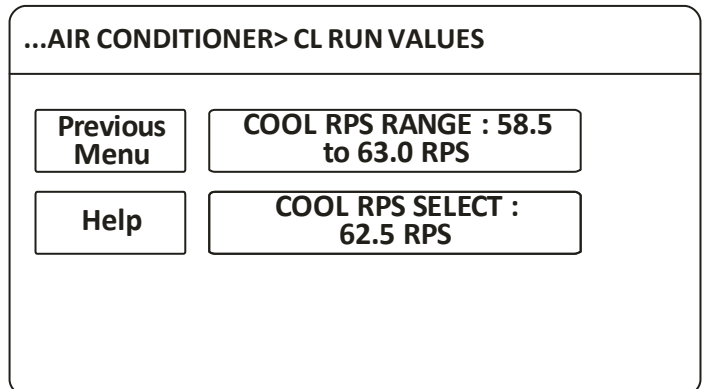 ...AIR CONDITIONER> CL RUN VALUES
Previous
Menu
COOL RPS RANGE : 58.5
to 63.0 RPS
Help
COOL RPS SELECT :
62.5 RPS